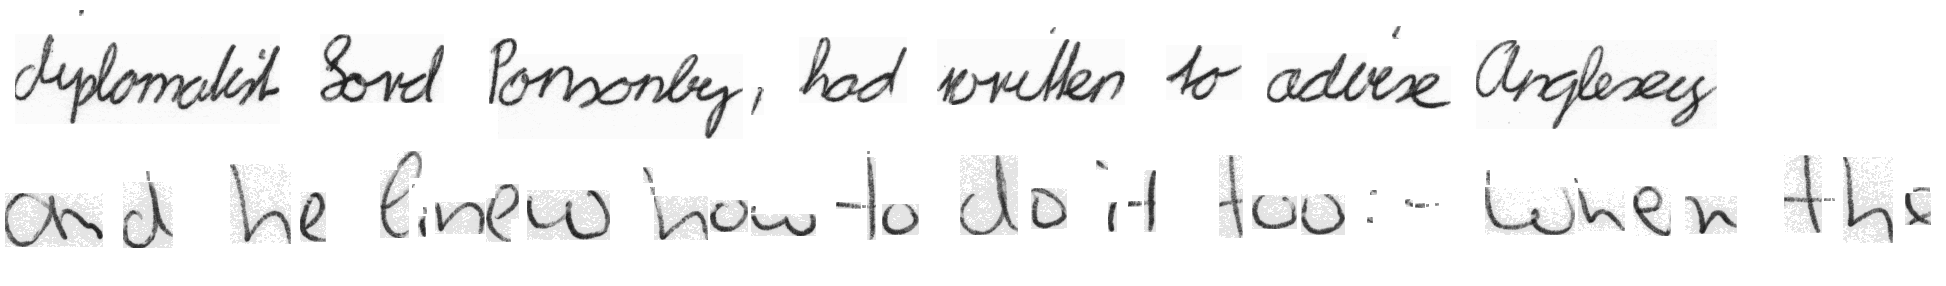 diplomatist Lord Ponsonby, had written to advise Anglesey
and he knew how to do it too :- when the